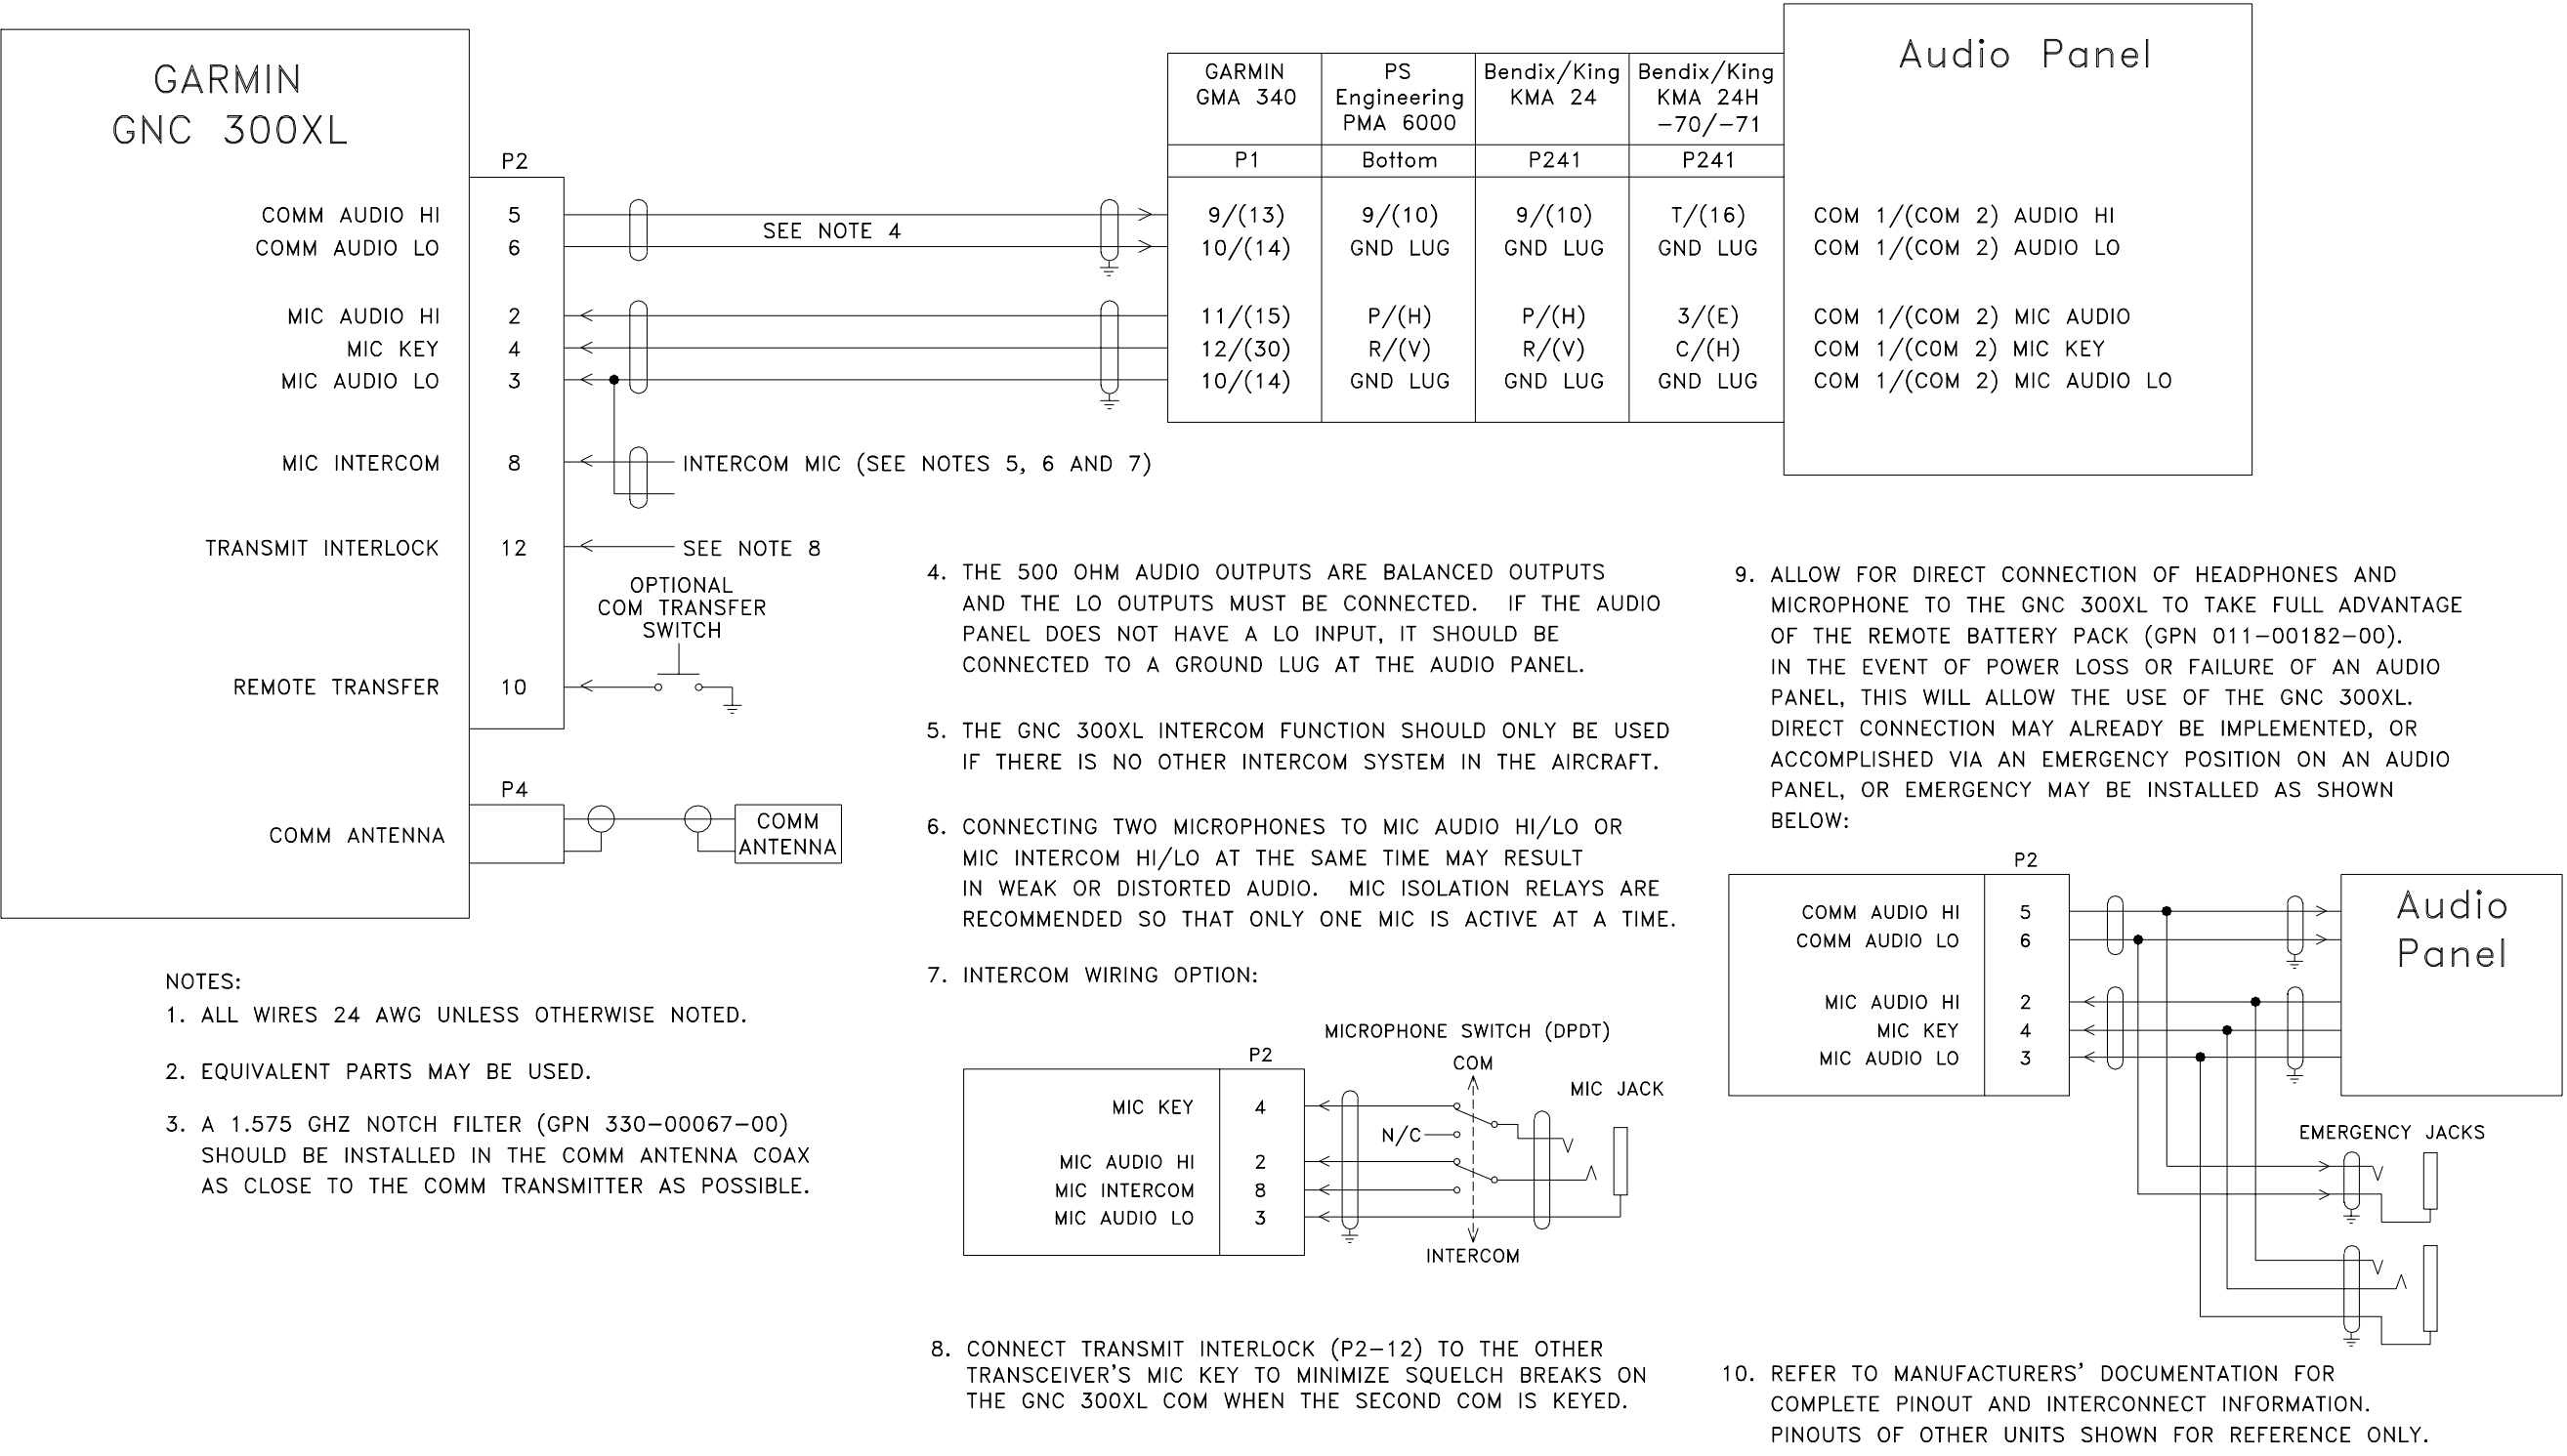 GARMIN
GNC 300XL
P2
COMM AUDIO HI 5
COMM AUDIO LO 6
MIC AUDIO HI 2
MIC KEY 4
MIC AUDIO LO 3
MIC INTERCOM 8
TRANSMIT INTERLOCK 12
REMOTE TRANSFER 10
P4
COMM ANTENNA
SEE NOTE 4
INTERCOM MIC (SEE NOTES 5, 6 AND 7)
SEE NOTE 8
OPTIONAL
COM TRANSFER
SWITCH
COMM
ANTENNA
GARMIN
GMA 340
PS
Engineering
PMA 6000
Bendix/King
KMA 24
Bendix/King
KMA 24H
-70/-71
P1 Bottom P241 P241
9/(13) 9/(10) 9/(10) T/(16)
10/(14) GND LUG GND LUG GND LUG
11/(15) P/(H) P/(H) 3/(E)
12/(30) R/(V) R/(V) C/(H)
10/(14) GND LUG GND LUG GND LUG
Audio Panel
COM 1/(COM 2) AUDIO HI
COM 1/(COM 2) AUDIO LO
COM 1/(COM 2) MIC AUDIO
COM 1/(COM 2) MIC KEY
COM 1/(COM 2) MIC AUDIO LO
NOTES:
1. ALL WIRES 24 AWG UNLESS OTHERWISE NOTED.
2. EQUIVALENT PARTS MAY BE USED.
3. A 1.575 GHZ NOTCH FILTER (GPN 330-00067-00)
SHOULD BE INSTALLED IN THE COMM ANTENNA COAX
AS CLOSE TO THE COMM TRANSMITTER AS POSSIBLE.
4. THE 500 OHM AUDIO OUTPUTS ARE BALANCED OUTPUTS
AND THE LO OUTPUTS MUST BE CONNECTED. IF THE AUDIO
PANEL DOES NOT HAVE A LO INPUT, IT SHOULD BE
CONNECTED TO A GROUND LUG AT THE AUDIO PANEL.
5. THE GNC 300XL INTERCOM FUNCTION SHOULD ONLY BE USED
IF THERE IS NO OTHER INTERCOM SYSTEM IN THE AIRCRAFT.
6. CONNECTING TWO MICROPHONES TO MIC AUDIO HI/LO OR
MIC INTERCOM HI/LO AT THE SAME TIME MAY RESULT
IN WEAK OR DISTORTED AUDIO. MIC ISOLATION RELAYS ARE
RECOMMENDED SO THAT ONLY ONE MIC IS ACTIVE AT A TIME.
7. INTERCOM WIRING OPTION:
MICROPHONE SWITCH (DPDT)
P2
COM
MIC JACK
MIC KEY 4
N/C
MIC AUDIO HI 2
MIC INTERCOM 8
MIC AUDIO LO 3
INTERCOM
8. CONNECT TRANSMIT INTERLOCK (P2-12) TO THE OTHER
TRANSCEIVER'S MIC KEY TO MINIMIZE SQUELCH BREAKS ON
THE GNC 300XL COM WHEN THE SECOND COM IS KEYED.
9. ALLOW FOR DIRECT CONNECTION OF HEADPHONES AND
MICROPHONE TO THE GNC 300XL TO TAKE FULL ADVANTAGE
OF THE REMOTE BATTERY PACK (GPN 011-00182-00).
IN THE EVENT OF POWER LOSS OR FAILURE OF AN AUDIO
PANEL, THIS WILL ALLOW THE USE OF THE GNC 300XL.
DIRECT CONNECTION MAY ALREADY BE IMPLEMENTED, OR
ACCOMPLISHED VIA AN EMERGENCY POSITION ON AN AUDIO
PANEL, OR EMERGENCY MAY BE INSTALLED AS SHOWN
BELOW:
P2
COMM AUDIO HI 5
COMM AUDIO LO 6
MIC AUDIO HI 2
MIC KEY 4
MIC AUDIO LO 3
Audio
Panel
EMERGENCY JACKS
10. REFER TO MANUFACTURERS' DOCUMENTATION FOR
COMPLETE PINOUT AND INTERCONNECT INFORMATION.
PINOUTS OF OTHER UNITS SHOWN FOR REFERENCE ONLY.